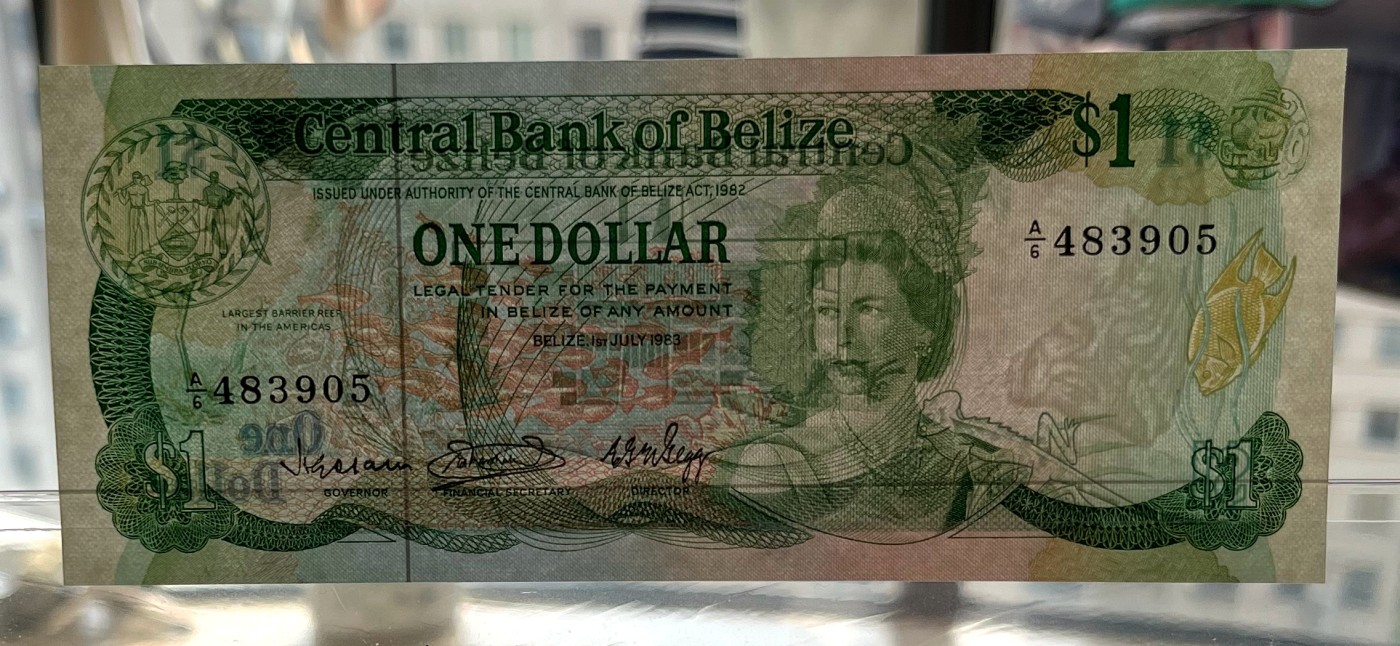 Central Bank of Belize
$1
ISSUED UNDER AUTHORITY OF THE CENTRAL BANK OF BELIZE ACT, 1982
ONE DOLLAR
A/6 483905
LEGAL TENDER FOR THE PAYMENT
IN BELIZE OF ANY AMOUNT
LARGEST BARRIER REEF
IN THE AMERICAS
BELIZE, 1ST JULY 1983
A/6 483905
One
Dollar
$1
GOVERNOR
FINANCIAL SECRETARY
DIRECTOR
$1